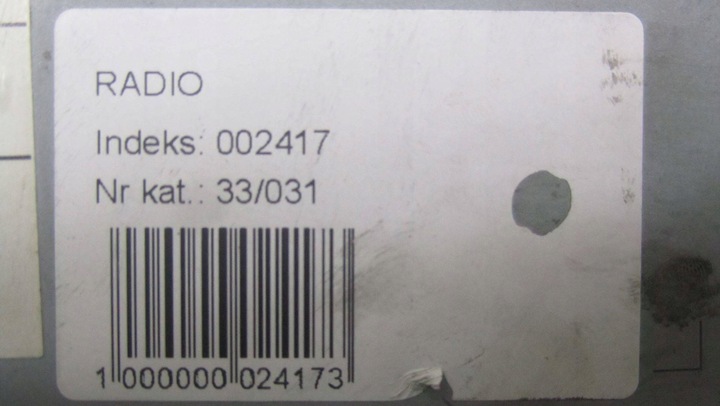 RADIO
Indeks: 002417
Nr kat.: 33/031
1 000000 024173